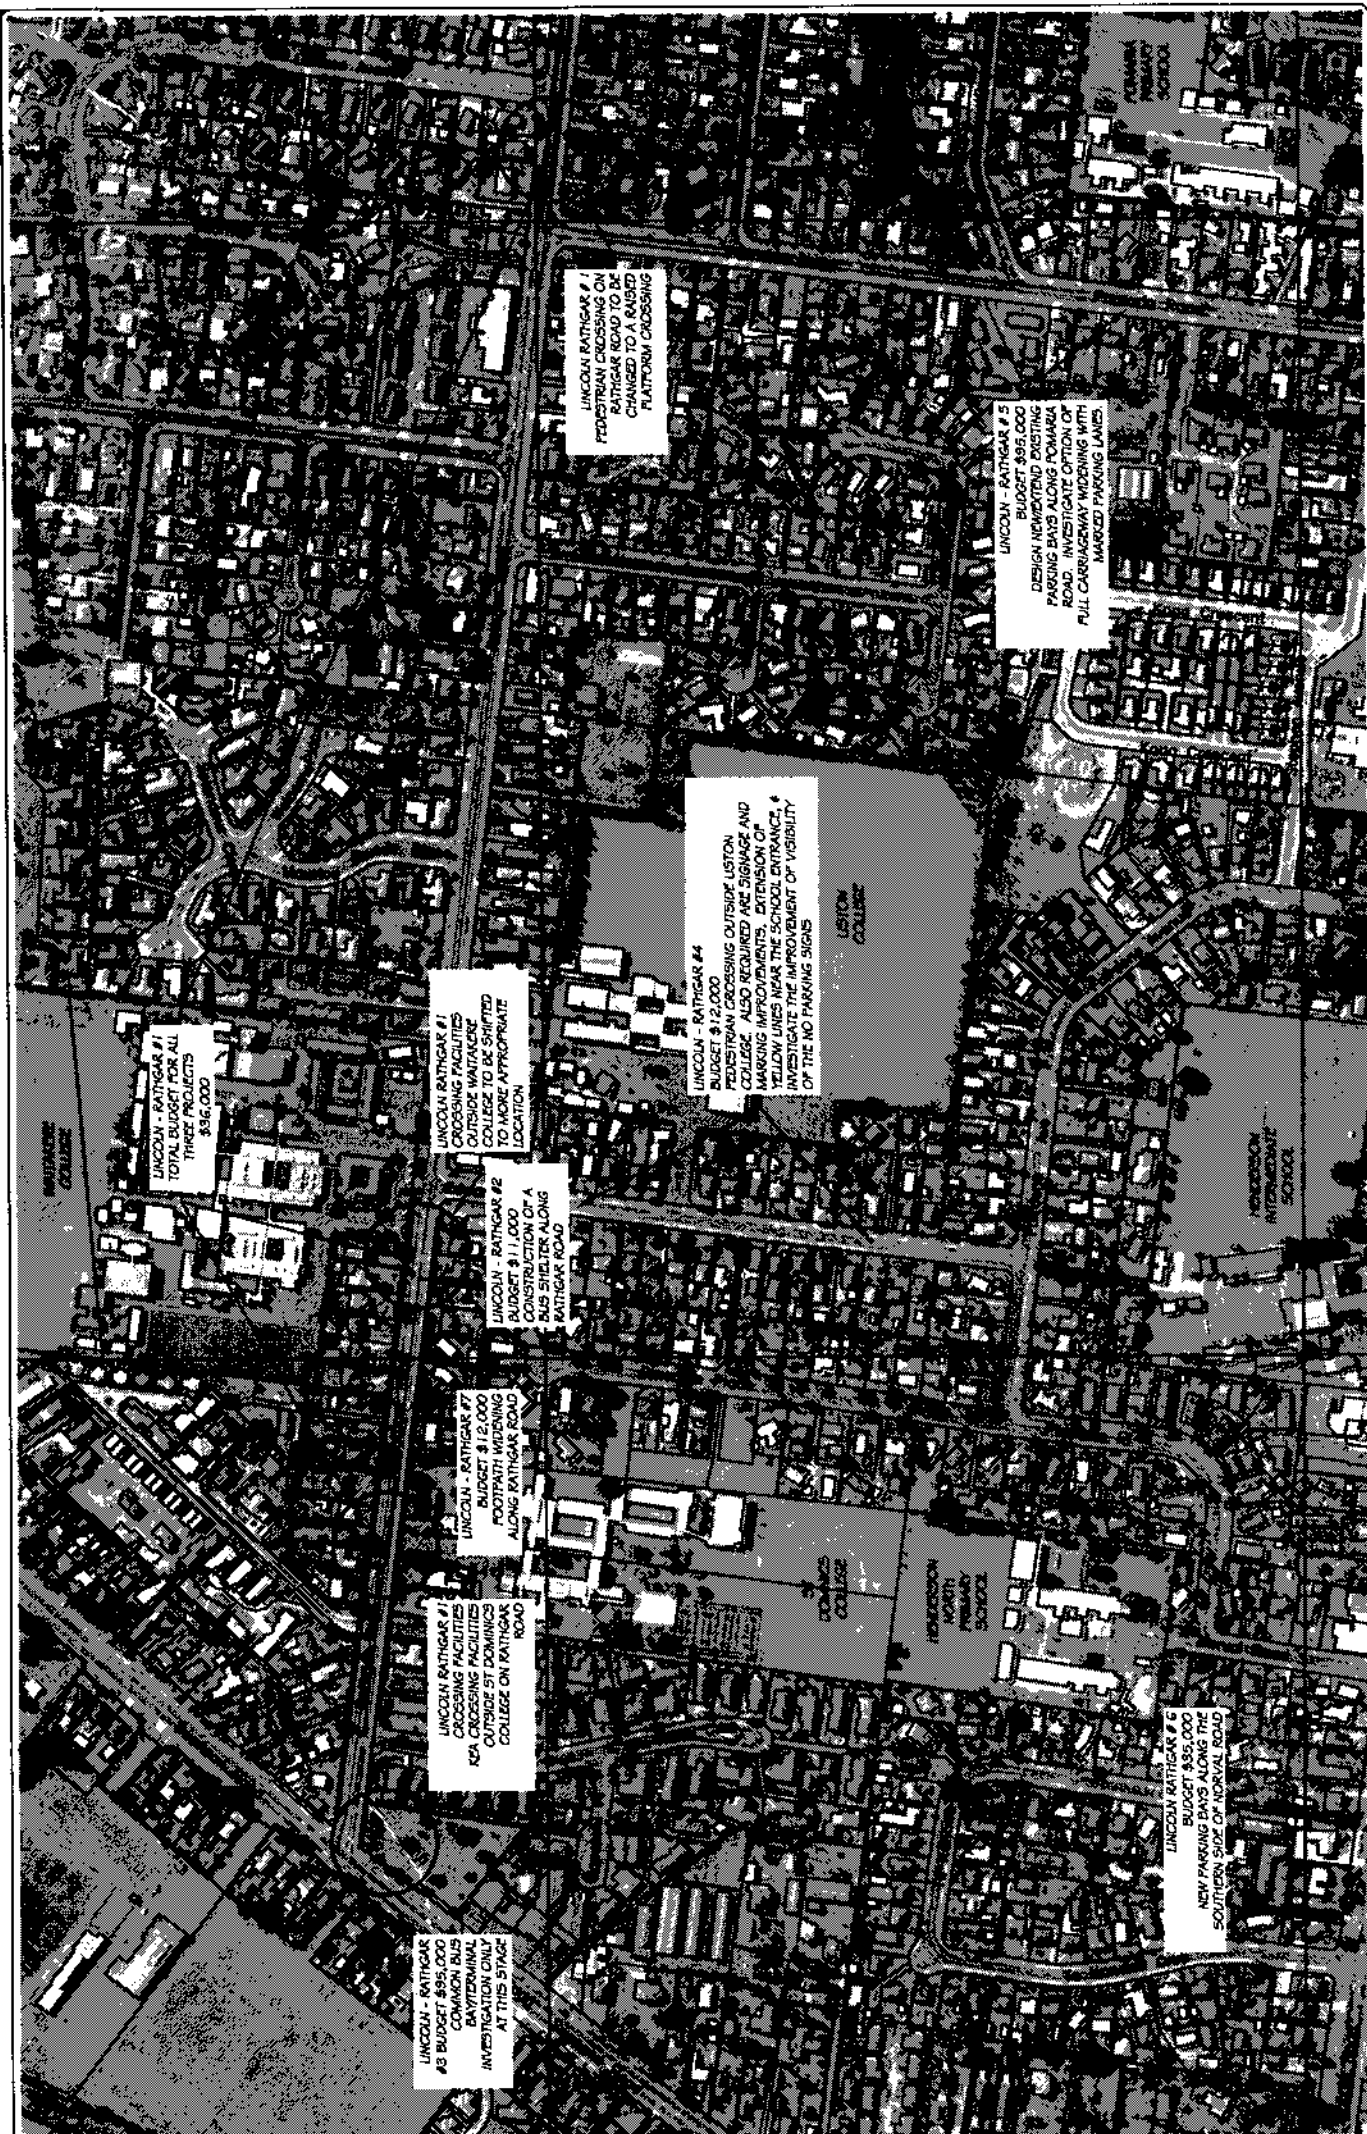 WAITAKERE
COLLEGE
LINCOLN - RATHGAR #1
TOTAL BUDGET FOR ALL
THREE PROJECTS
LINCOLN - RATHGAR
#3 BUDGET
COMMON BUS
BAY/TERMINAL
INVESTIGATION ONLY
AT THIS STAGE
LINCOLN RATHGAR #1
CROSSING FACILITIES
KEA CROSSING FACILITIES
OUTSIDE ST DOMINICS
COLLEGE ON RATHGAR
ROAD
LINCOLN - RATHGAR #7
BUDGET $12,000
FOOTPATH WIDENING
ALONG RATHGAR ROAD
LINCOLN - RATHGAR #2
BUDGET $11,000
CONSTRUCTION OF A
BUS SHELTER ALONG
RATHGAR ROAD
LINCOLN RATHGAR #1
CROSSING FACILITIES
OUTSIDE WAITAKERE
COLLEGE TO BE SHIFTED
TO MORE APPROPRIATE
LOCATION
LINCOLN RATHGAR # 1
PEDESTRIAN CROSSING ON
RATHGAR ROAD TO BE
CHANGED TO A RAISED
PLATFORM CROSSING
LINCOLN - RATHGAR #4
BUDGET $12,000
PEDESTRIAN CROSSING OUTSIDE LISTON
COLLEGE. ALSO REQUIRED ARE SIGNAGE AND
MARKING IMPROVEMENTS, EXTENSION OF
YELLOW LINES NEAR THE SCHOOL ENTRANCE, &
INVESTIGATE THE IMPROVEMENT OF VISIBILITY
OF THE NO PARKING SIGNS
ST
DOMINICS
COLLEGE
LISTON
COLLEGE
HENDERSON
NORTH
PRIMARY
SCHOOL
LINCOLN - RATHGAR # 5
BUDGET
DESIGN NEW/EXTEND EXISTING
PARKING BAYS ALONG POMARIA
ROAD. INVESTIGATE OPTION OF
FULL CARRIAGEWAY WIDENING WITH
MARKED PARKING LANES.
POMARIA
PRIMARY
SCHOOL
LINCOLN RATHGAR # 6
BUDGET
NEW PARKING BAYS ALONG THE
SOUTHERN SIDE OF NORVAL ROAD
HENDERSON
INTERMEDIATE
SCHOOL